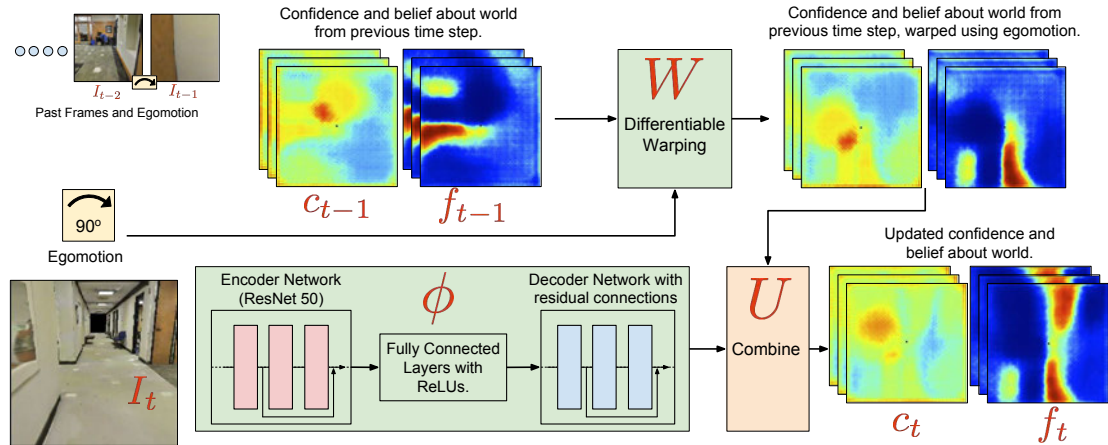 I_{t-2}
I_{t-1}
Past Frames and Egomotion
Confidence and belief about world
from previous time step.
c_{t-1}
f_{t-1}
W
Differentiable
Warping
Confidence and belief about world from
previous time step, warped using egomotion.
90º
Egomotion
I_t
Encoder Network
(ResNet 50)
ϕ
Fully Connected
Layers with
ReLUs.
Decoder Network with
residual connections
U
Combine
Updated confidence and
belief about world.
c_t
f_t